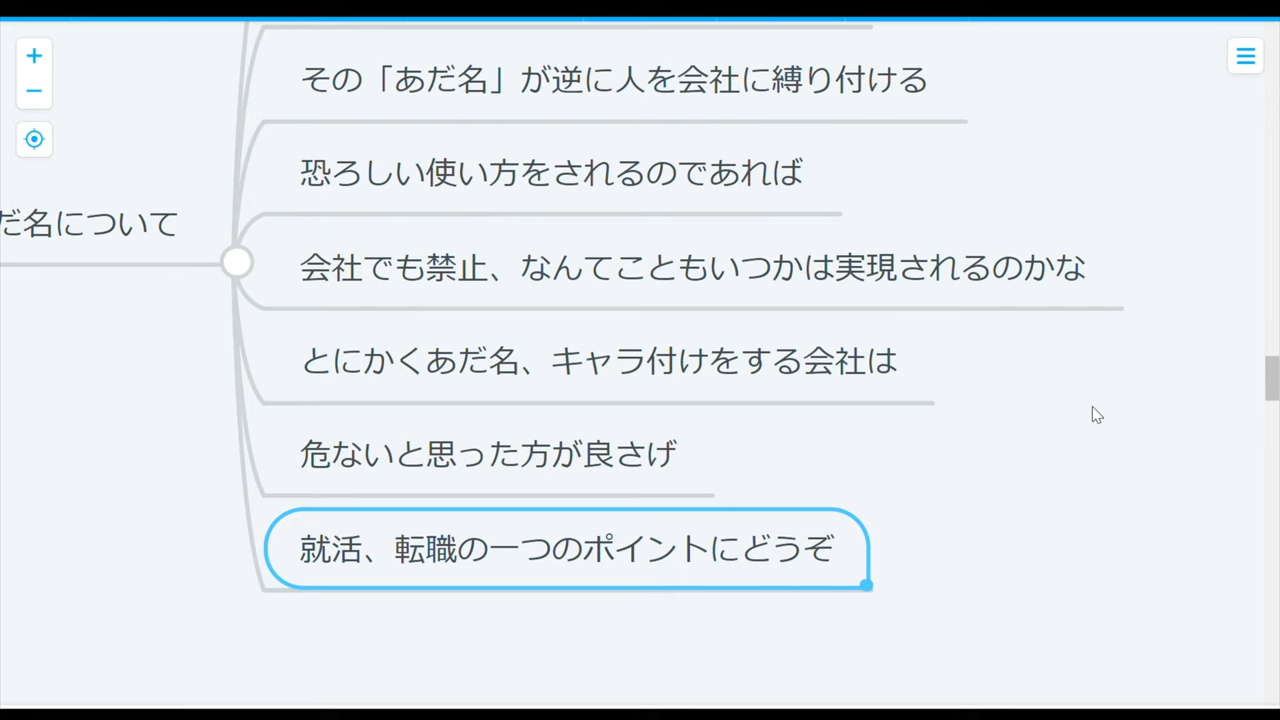 その「あだ名」が逆に人を会社に縛り付ける
恐ろしい使い方をされるのであれば
だ名について
会社でも禁止、なんてこともいつかは実現されるのかな
とにかくあだ名、キャラ付けをする会社は
危ないと思った方が良さげ
就活、転職の一つのポイントにどうぞ